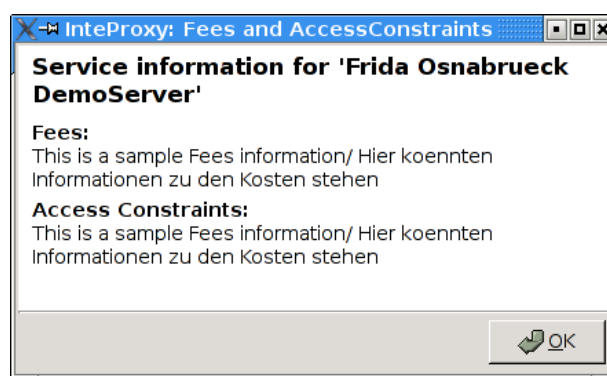 InteProxy: Fees and AccessConstraints
Service information for 'Frida Osnabrueck
DemoServer'
Fees:
This is a sample Fees information/ Hier koennten
Informationen zu den Kosten stehen
Access Constraints:
This is a sample Fees information/ Hier koennten
Informationen zu den Kosten stehen
OK